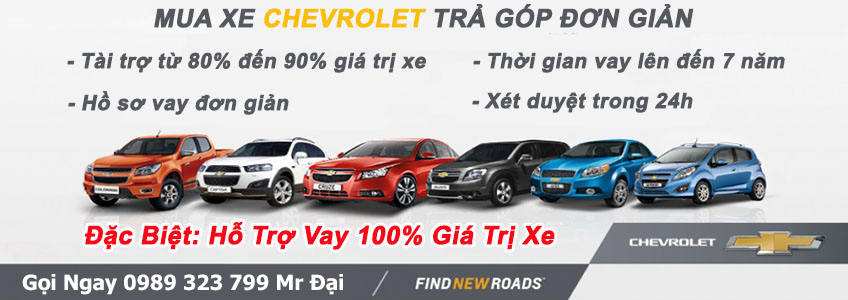 MUA XE CHEVROLET TRẢ GÓP ĐƠN GIẢN
- Tài trợ từ 80% đến 90% giá trị xe
- Thời gian vay lên đến 7 năm
- Hồ sơ vay đơn giản
- Xét duyệt trong 24h
COLORADO
CAPTIVA
CRUZE
Đặc Biệt: Hỗ Trợ Vay 100% Giá Trị Xe
CHEVROLET
Gọi Ngay 0989 323 799 Mr Đại
FIND NEW ROADS